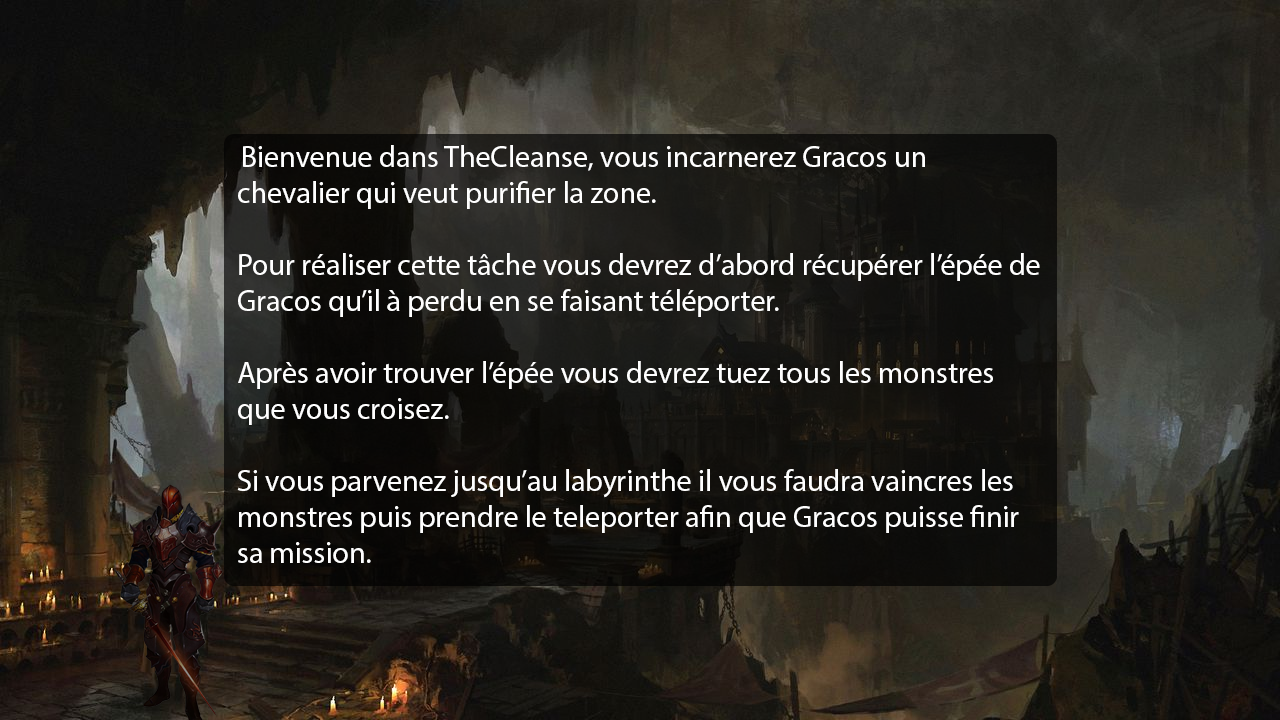 Bienvenue dans TheCleanse, vous incarnerez Gracos un
chevalier qui veut purifier la zone.
Pour réaliser cette tâche vous devrez d’abord récupérer l’épée de
Gracos qu’il à perdu en se faisant téléporter.
Après avoir trouver l’épée vous devrez tuez tous les monstres
que vous croisez.
Si vous parvenez jusqu’au labyrinthe il vous faudra vaincres les
monstres puis prendre le teleporter afin que Gracos puisse finir
sa mission.